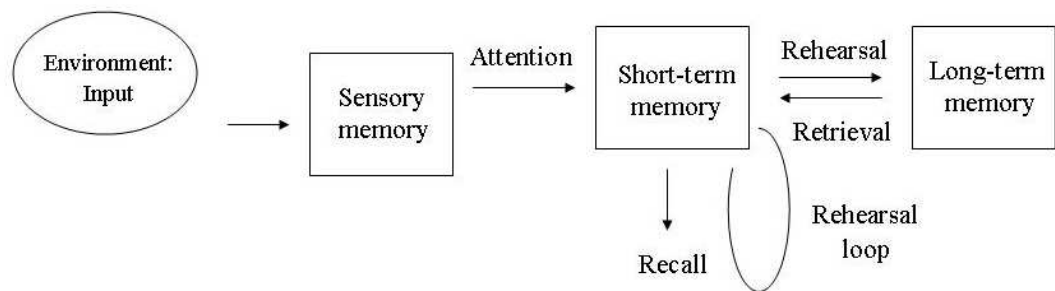 Environment:
Input
Sensory
memory
Attention
Short-term
memory
Rehearsal
Retrieval
Long-term
memory
Recall
Rehearsal
loop